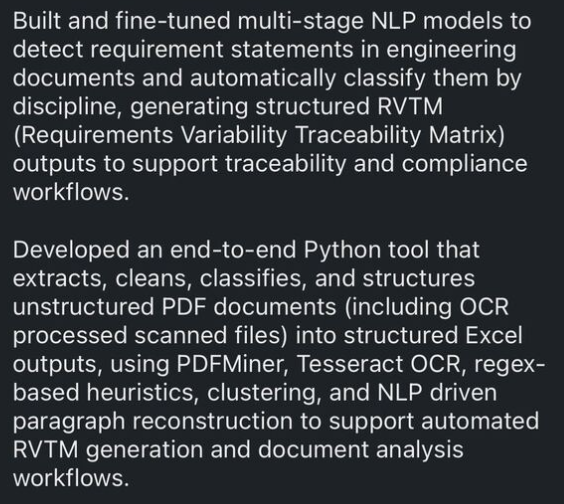 Built and fine-tuned multi-stage NLP models to
detect requirement statements in engineering
documents and automatically classify them by
discipline, generating structured RVTM
(Requirements Variability Traceability Matrix)
outputs to support traceability and compliance
workflows.
Developed an end-to-end Python tool that
extracts, cleans, classifies, and structures
unstructured PDF documents (including OCR
processed scanned files) into structured Excel
outputs, using PDFMiner, Tesseract OCR, regex-
based heuristics, clustering, and NLP driven
paragraph reconstruction to support automated
RVTM generation and document analysis
workflows.